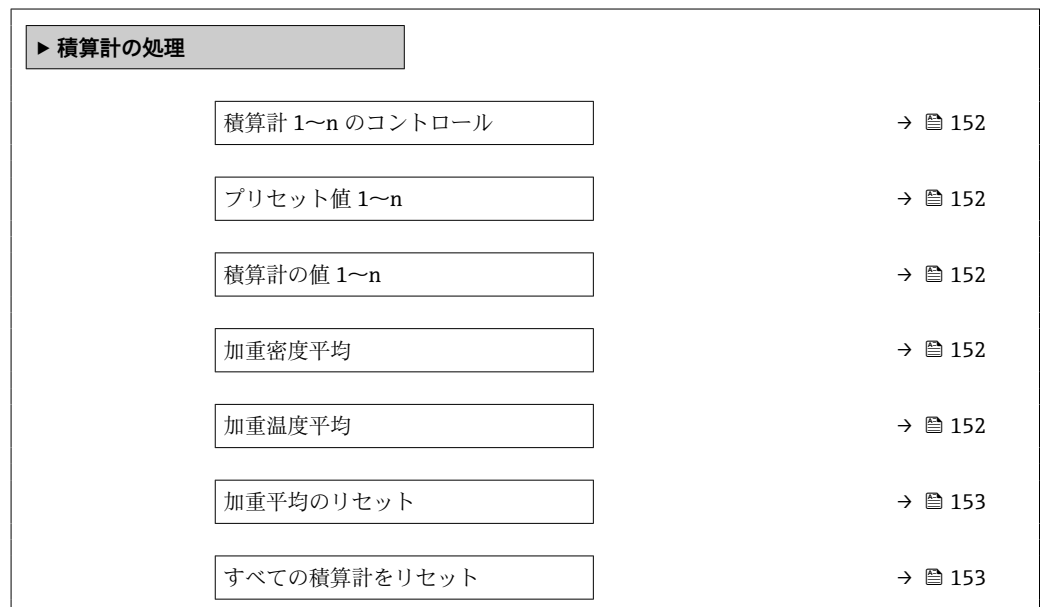 ▶ 積算計の処理
積算計 1～n のコントロール → 152
プリセット値 1～n → 152
積算計の値 1～n → 152
加重密度平均 → 152
加重温度平均 → 152
加重平均のリセット → 153
すべての積算計をリセット → 153